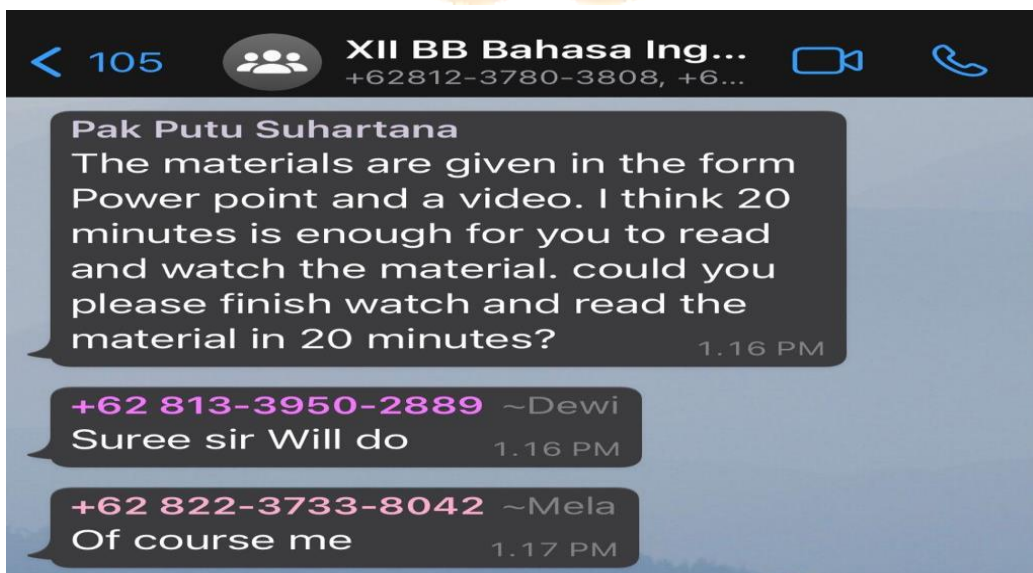 105
XII BB Bahasa Ing...
+62812-3780-3808, +6...
Pak Putu Suhartana
The materials are given in the form
Power point and a video. I think 20
minutes is enough for you to read
and watch the material. could you
please finish watch and read the
material in 20 minutes?
1.16 PM
+62 813-3950-2889 ~Dewi
Suree sir Will do
1.16 PM
+62 822-3733-8042 ~Mela
Of course me
1.17 PM